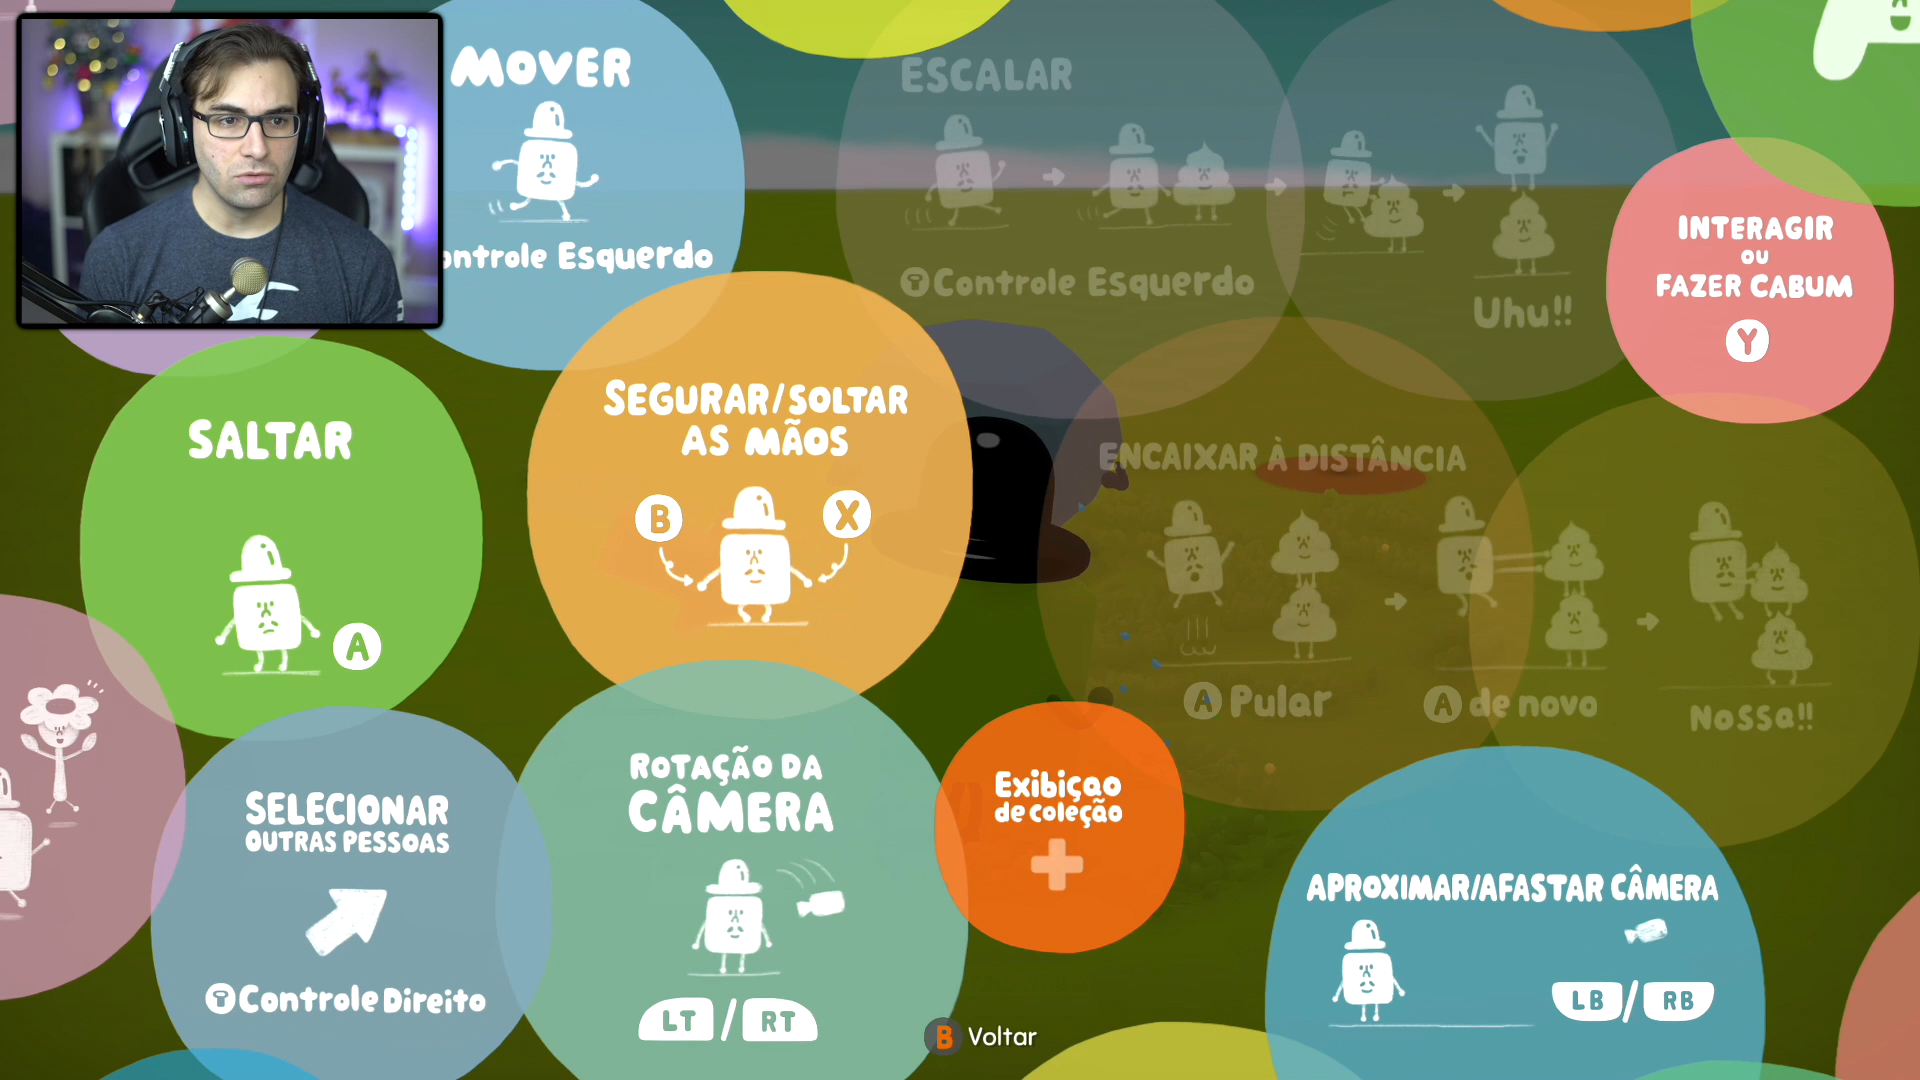 MOVER
ontrole Esquerdo
ESCALAR
Controle Esquerdo
Uhu!!
INTERAGIR
OU
FAZER CABUM
Y
SALTAR
A
SEGURAR/SOLTAR
AS MÃOS
B X
ENCAIXAR À DISTÂNCIA
A Pular
A de novo
Nossa!!
SELECIONAR
OUTRAS PESSOAS
Controle Direito
ROTAÇÃO DA
CÂMERA
LT / RT
Exibiçao
de coleção
APROXIMAR/AFASTAR CÂMERA
LB / RB
B Voltar